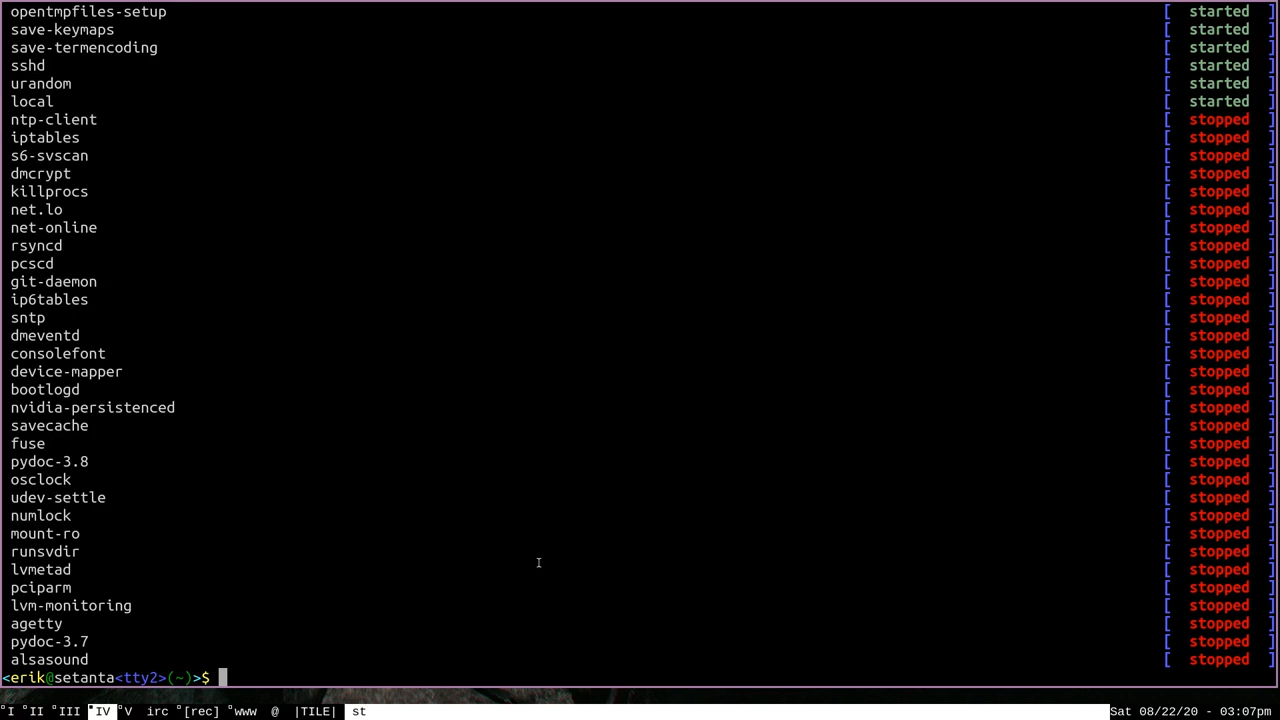 opentmpfiles-setup [ started ]
save-keymaps [ started ]
save-termencoding [ started ]
sshd [ started ]
urandom [ started ]
local [ started ]
ntp-client [ stopped ]
iptables [ stopped ]
s6-svscan [ stopped ]
dmcrypt [ stopped ]
killprocs [ stopped ]
net.lo [ stopped ]
net-online [ stopped ]
rsyncd [ stopped ]
pcscd [ stopped ]
git-daemon [ stopped ]
ip6tables [ stopped ]
sntp [ stopped ]
dmeventd [ stopped ]
consolefont [ stopped ]
device-mapper [ stopped ]
bootlogd [ stopped ]
nvidia-persistenced [ stopped ]
savecache [ stopped ]
fuse [ stopped ]
pydoc-3.8 [ stopped ]
osclock [ stopped ]
udev-settle [ stopped ]
numlock [ stopped ]
mount-ro [ stopped ]
runsvdir [ stopped ]
lvmetad [ stopped ]
pciparm [ stopped ]
lvm-monitoring [ stopped ]
agetty [ stopped ]
pydoc-3.7 [ stopped ]
alsasound [ stopped ]
<erik@setanta<tty2>(~)>$
°I °II °III °IV °V irc °[rec] °www @ |TILE| st Sat 08/22/20 - 03:07pm